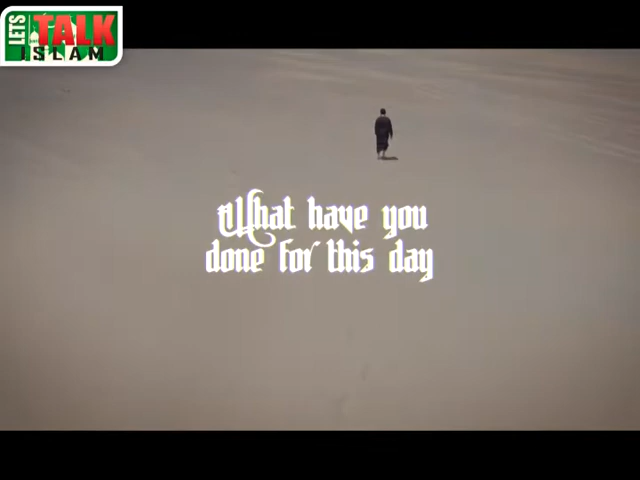 LETS
TALK
ISLAM
What have you
done for this day